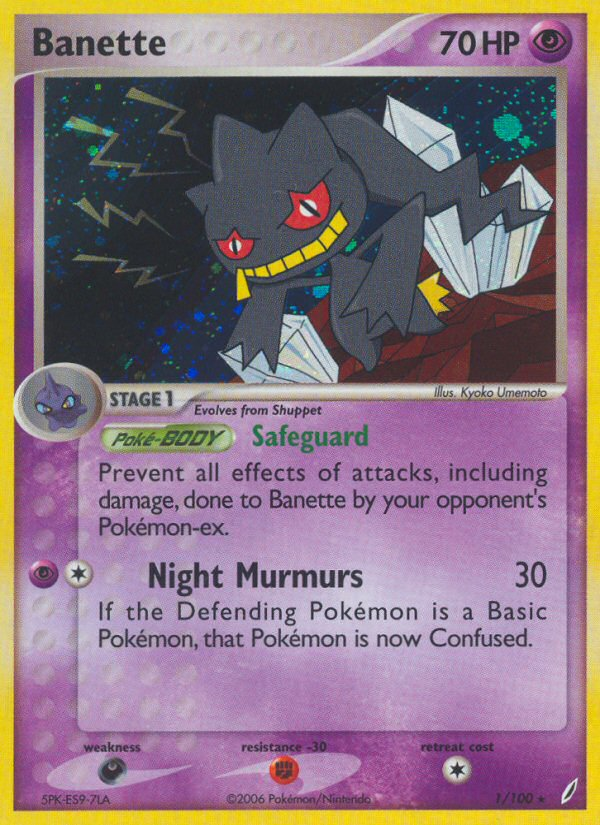 Banette 70 HP
Illus. Kyoko Umemoto
STAGE 1
Evolves from Shuppet
Poké-BODY Safeguard
Prevent all effects of attacks, including
damage, done to Banette by your opponent's
Pokémon-ex.
Night Murmurs 30
If the Defending Pokémon is a Basic
Pokémon, that Pokémon is now Confused.
weakness resistance -30 retreat cost
5PK-ES9-7LA ©2006 Pokémon/Nintendo 1/100 ★